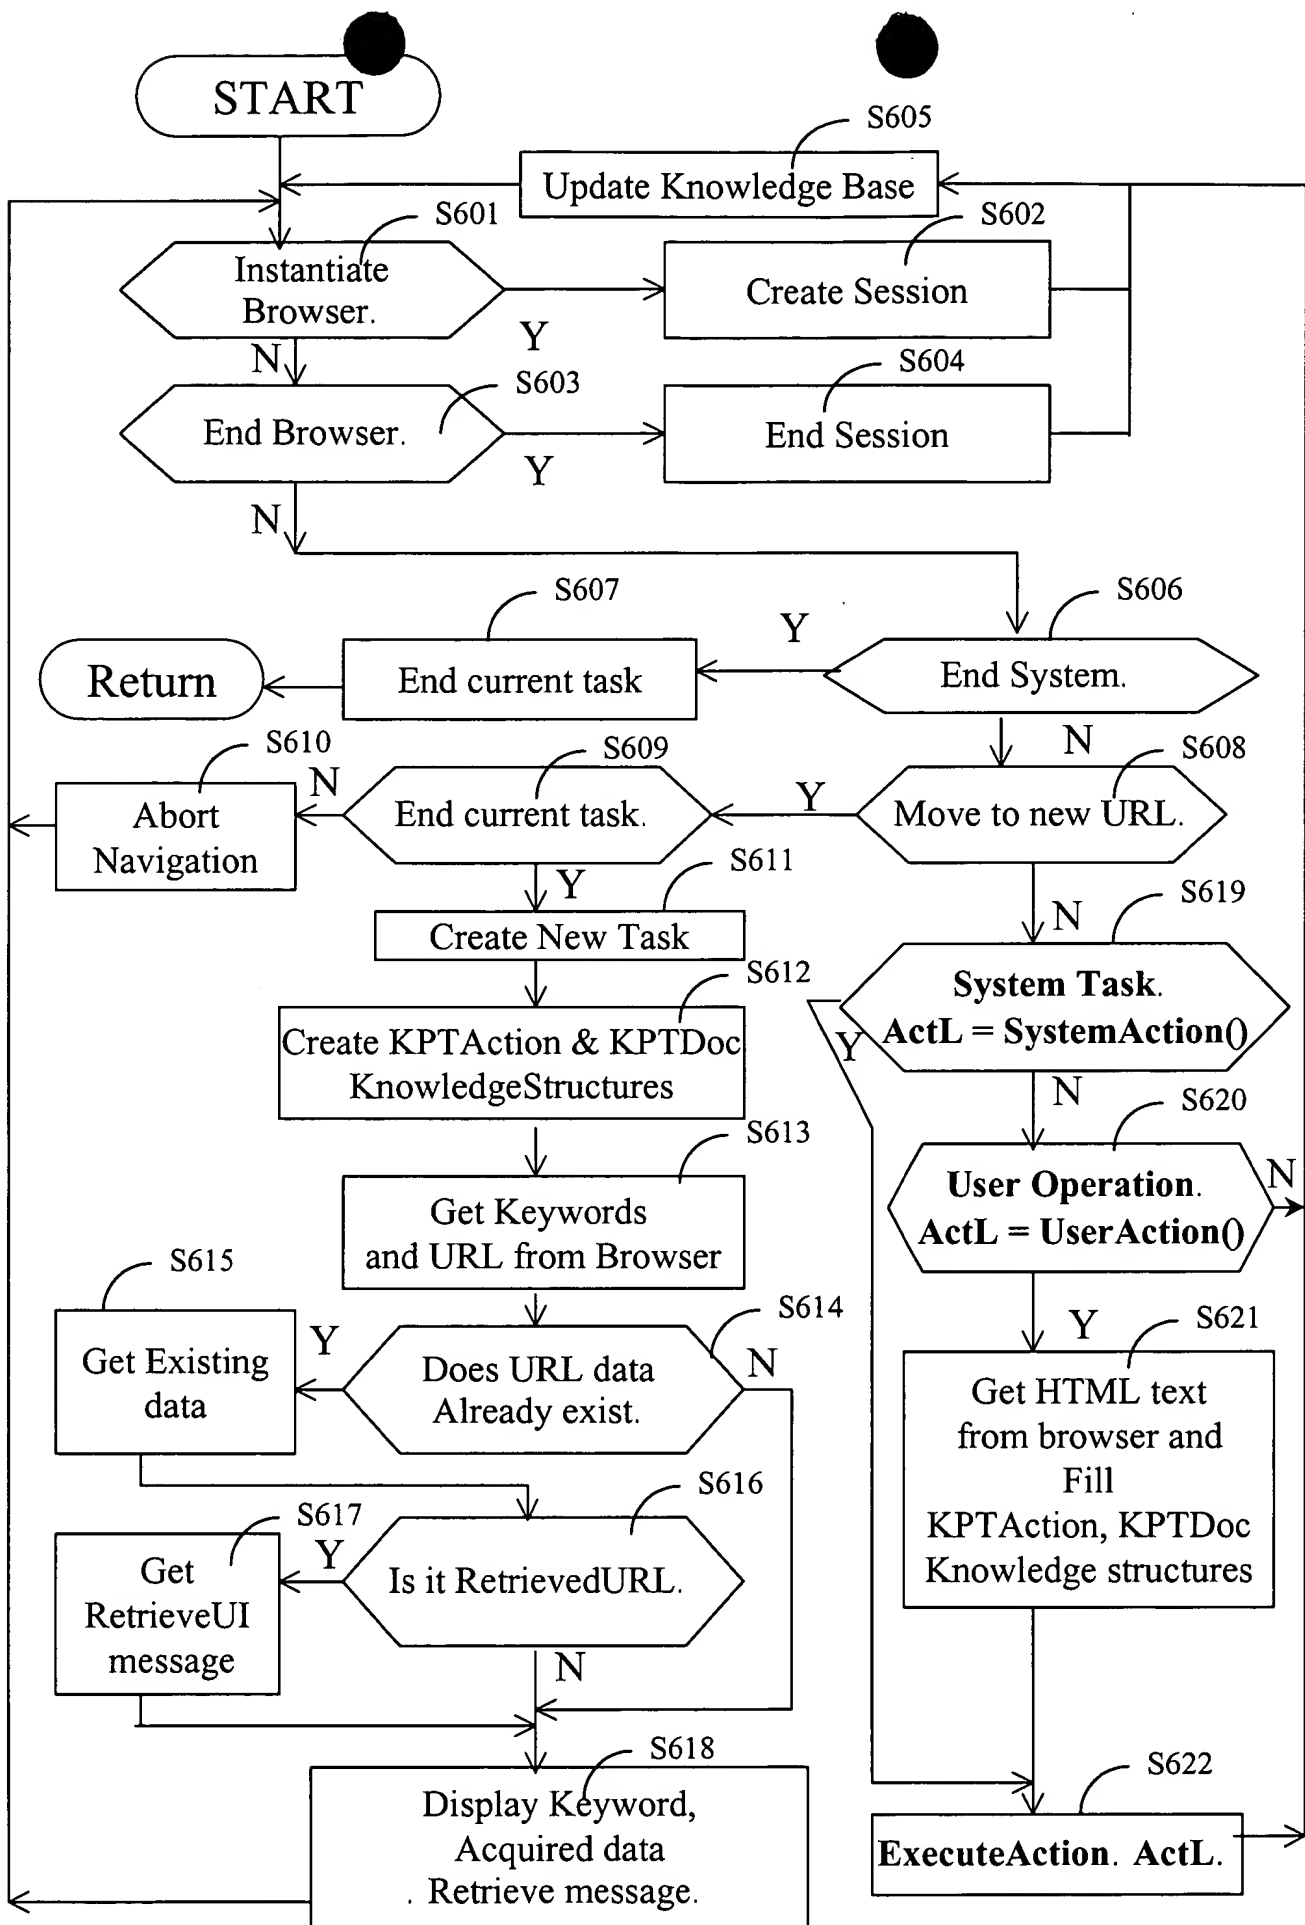 START
S605
Update Knowledge Base
S601
S602
Instantiate
Browser.
Create Session
Y
N
S603
S604
End Browser.
End Session
Y
N
S607
S606
Y
Return
End current task
End System.
S610
S609
N
S608
N
Y
Abort
Navigation
End current task.
Move to new URL.
S611
Y
S619
N
Create New Task
S612
System Task.
ActL = SystemAction()
Y
Create KPTAction & KPTDoc
KnowledgeStructures
N
S620
S613
User Operation.
ActL = UserAction()
N
Get Keywords
and URL from Browser
S615
S614
S621
Y
Y
N
Get Existing
data
Does URL data
Already exist.
Get HTML text
from browser and
Fill
KPTAction, KPTDoc
Knowledge structures
S616
S617
Y
Get
RetrieveUI
message
Is it RetrievedURL.
N
S618
S622
Display Keyword,
Acquired data
. Retrieve message.
ExecuteAction. ActL.